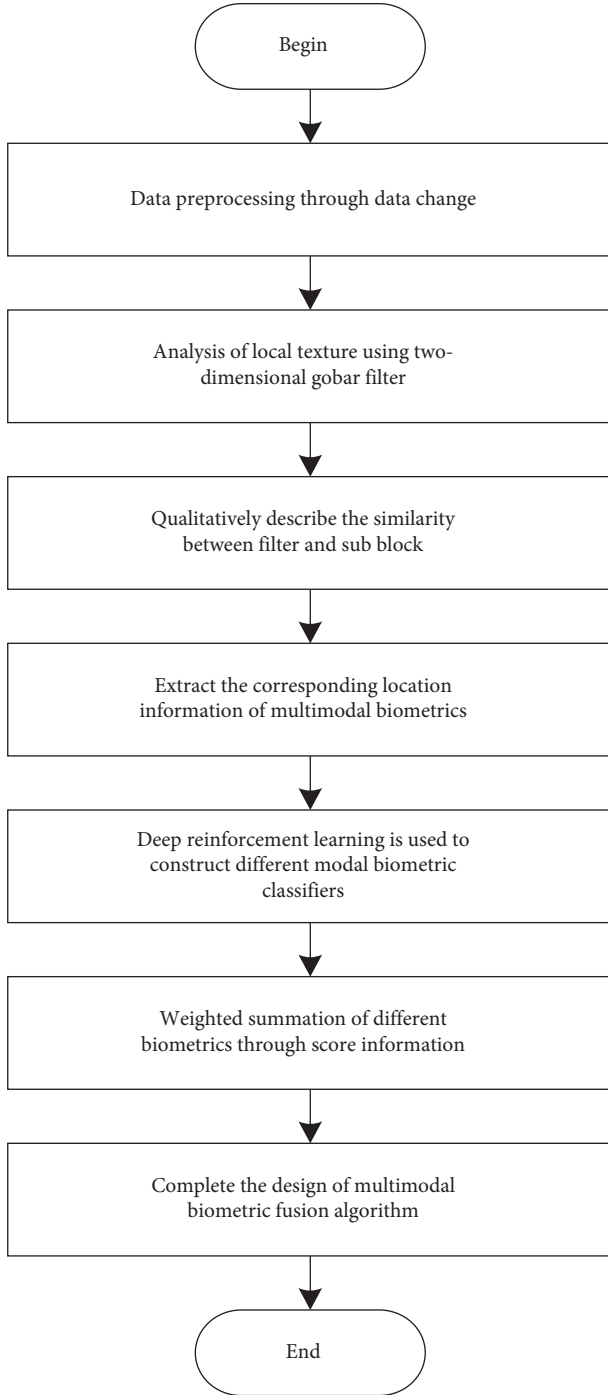 Begin
Data preprocessing through data change
Analysis of local texture using two-
dimensional gobar filter
Qualitatively describe the similarity
between filter and sub block
Extract the corresponding location
information of multimodal biometrics
Deep reinforcement learning is used to
construct different modal biometric
classifiers
Weighted summation of different
biometrics through score information
Complete the design of multimodal
biometric fusion algorithm
End